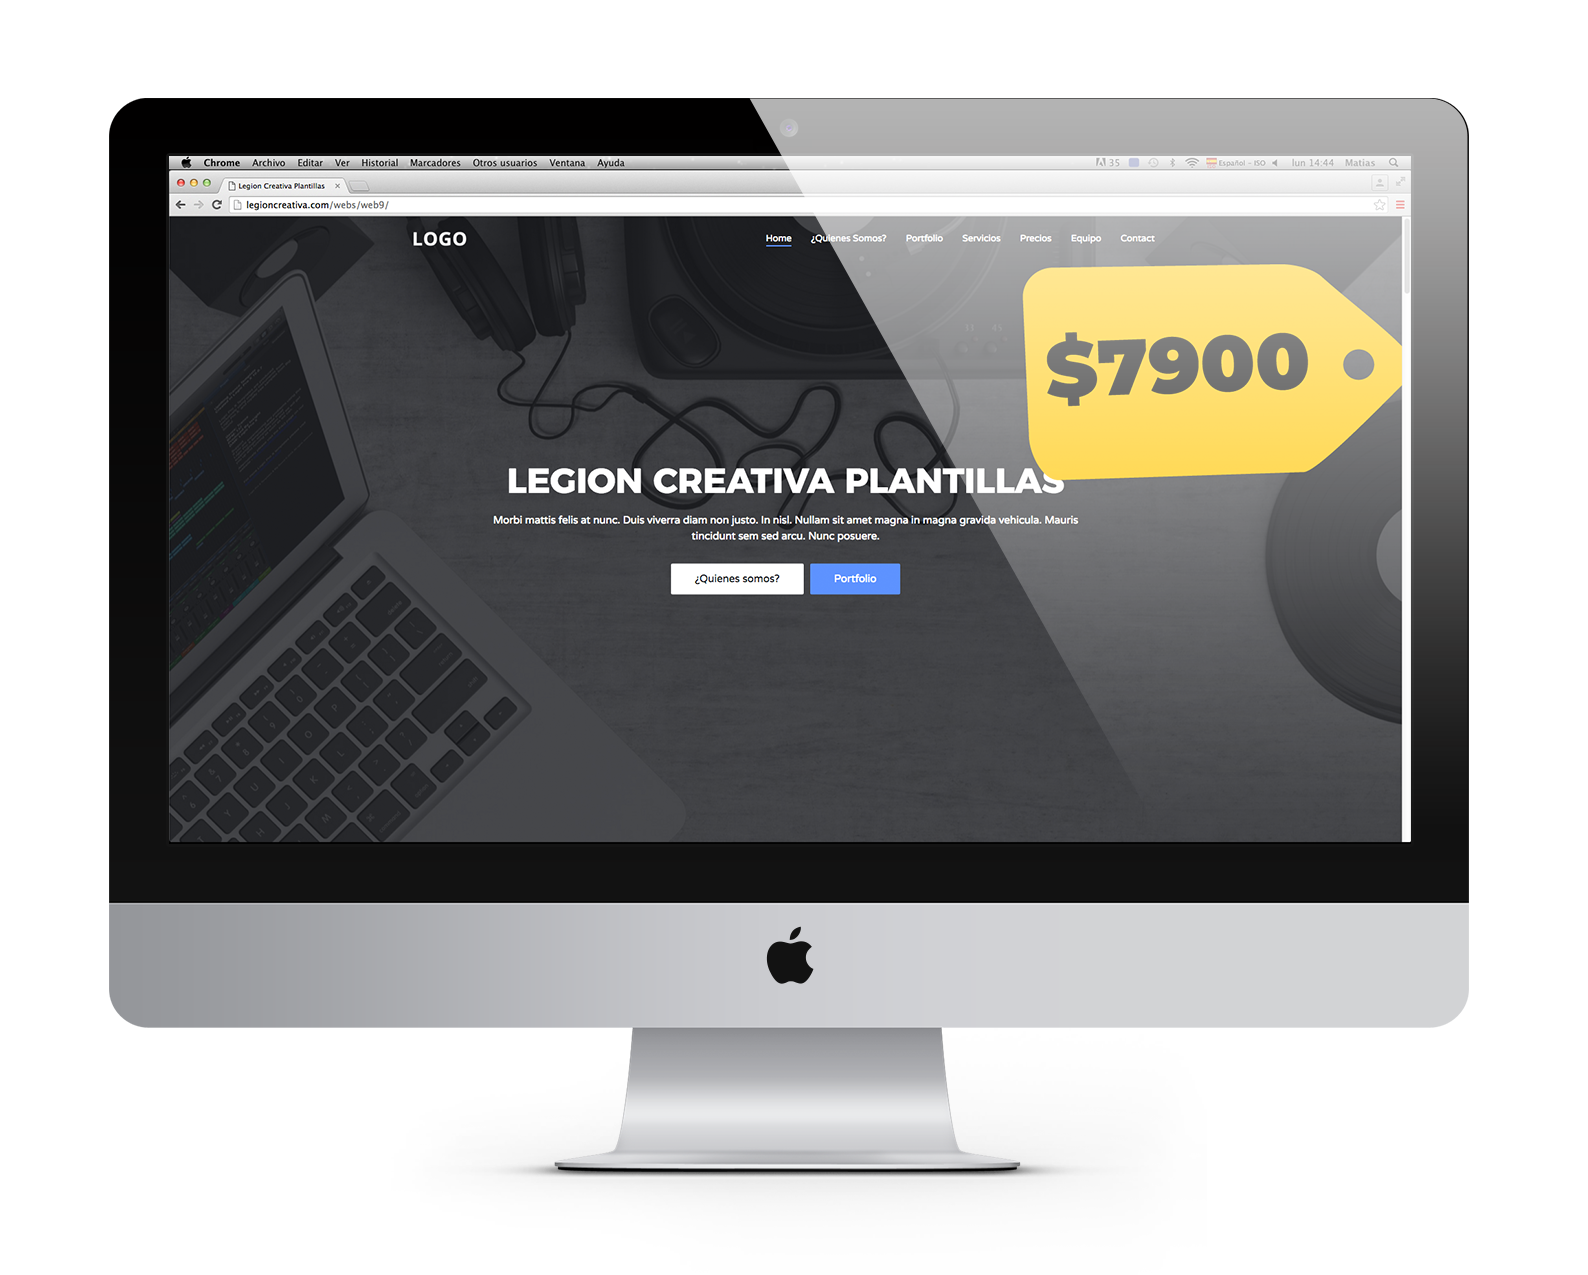 Chrome Archivo Editar Ver Historial Marcadores Otros usuarios Ventana Ayuda 35 Español - ISO lun 14:44 Matias
Legion Creativa Plantillas
legioncreativa.com/webs/web9/
LOGO Home ¿Quienes Somos? Portfolio Servicios Precios Equipo Contact
$7900
LEGION CREATIVA PLANTILLAS
Morbi mattis felis at nunc. Duis viverra diam non justo. In nisl. Nullam sit amet magna in magna gravida vehicula. Mauris
tincidunt sem sed arcu. Nunc posuere.
¿Quienes somos? Portfolio